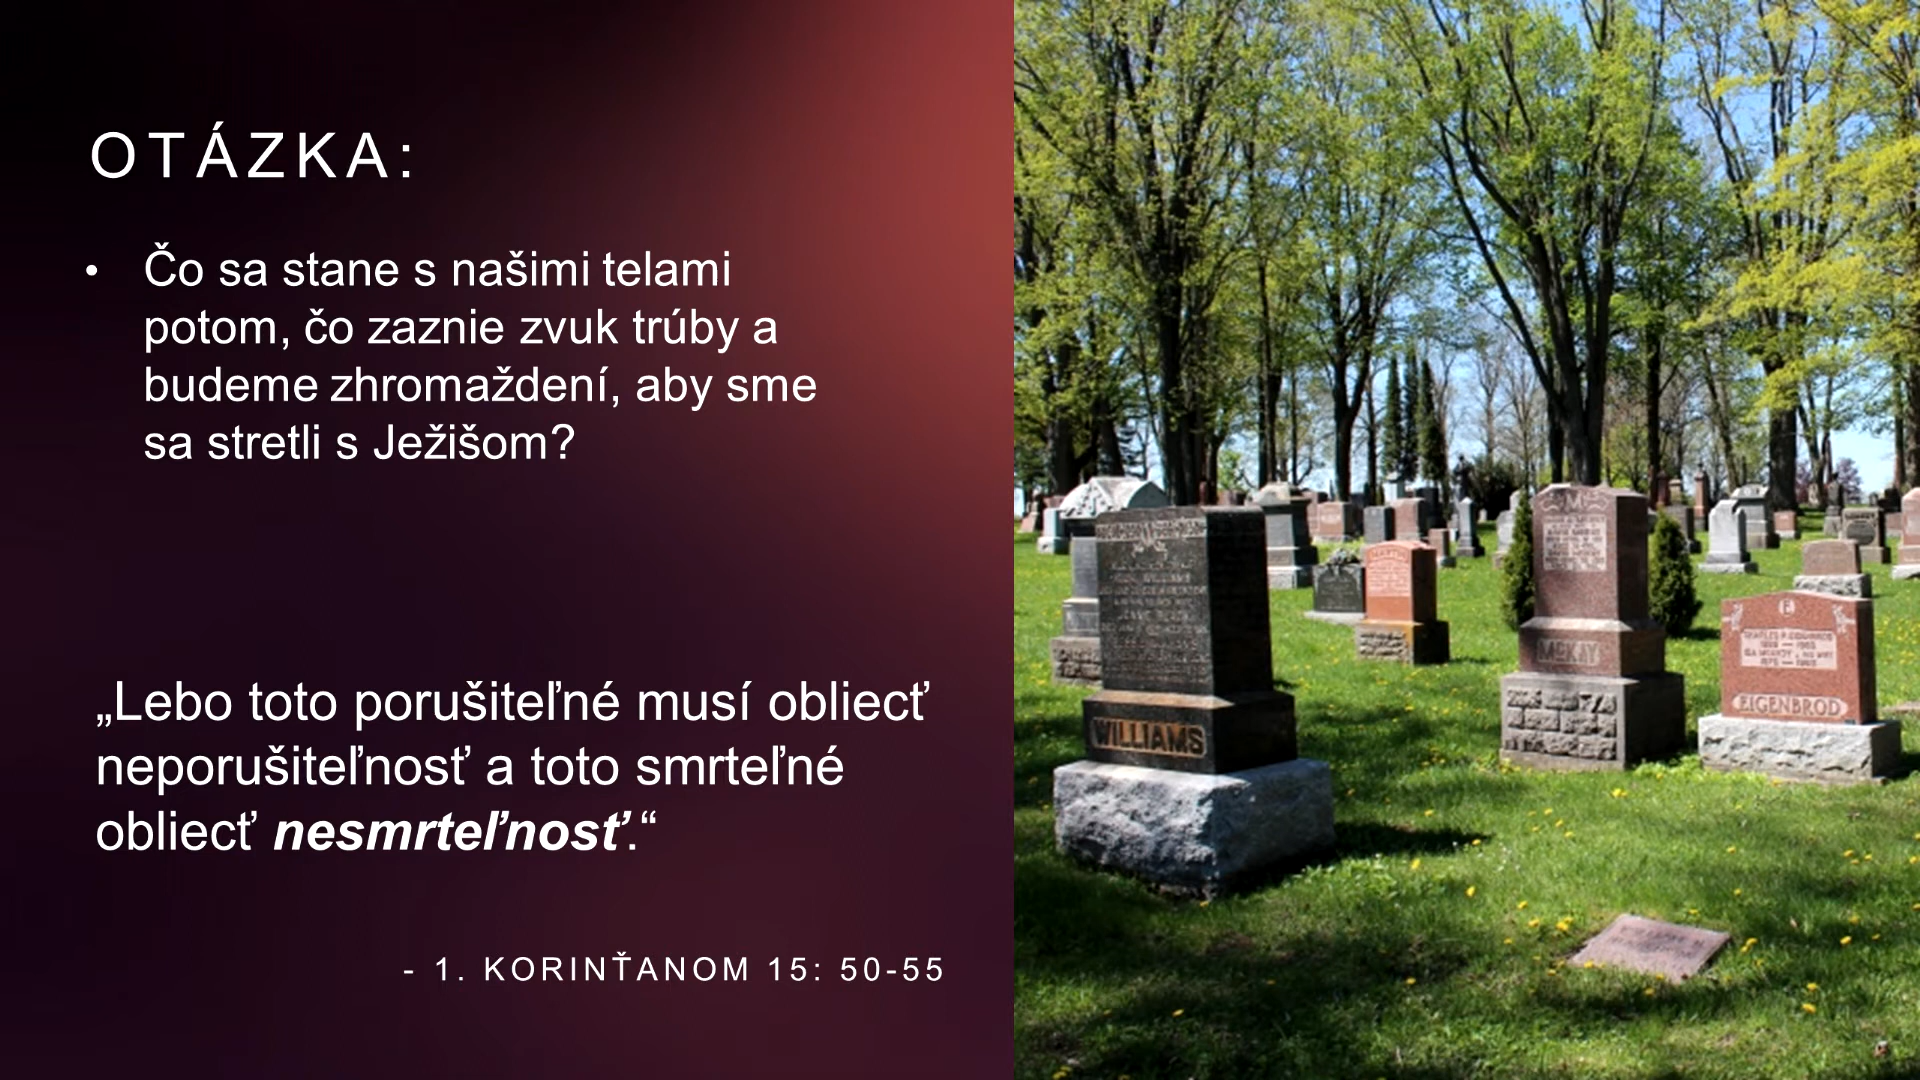 OTÁZKA:
• Čo sa stane s našimi telami
potom, čo zaznie zvuk trúby a
budeme zhromaždení, aby sme
sa stretli s Ježišom?
„Lebo toto porušiteľné musí obliecť
neporušiteľnosť a toto smrteľné
obliecť nesmrteľnosť.“
- 1. KORINŤANOM 15: 50-55
WILLIAMS
MCKAY
EIGENBROD